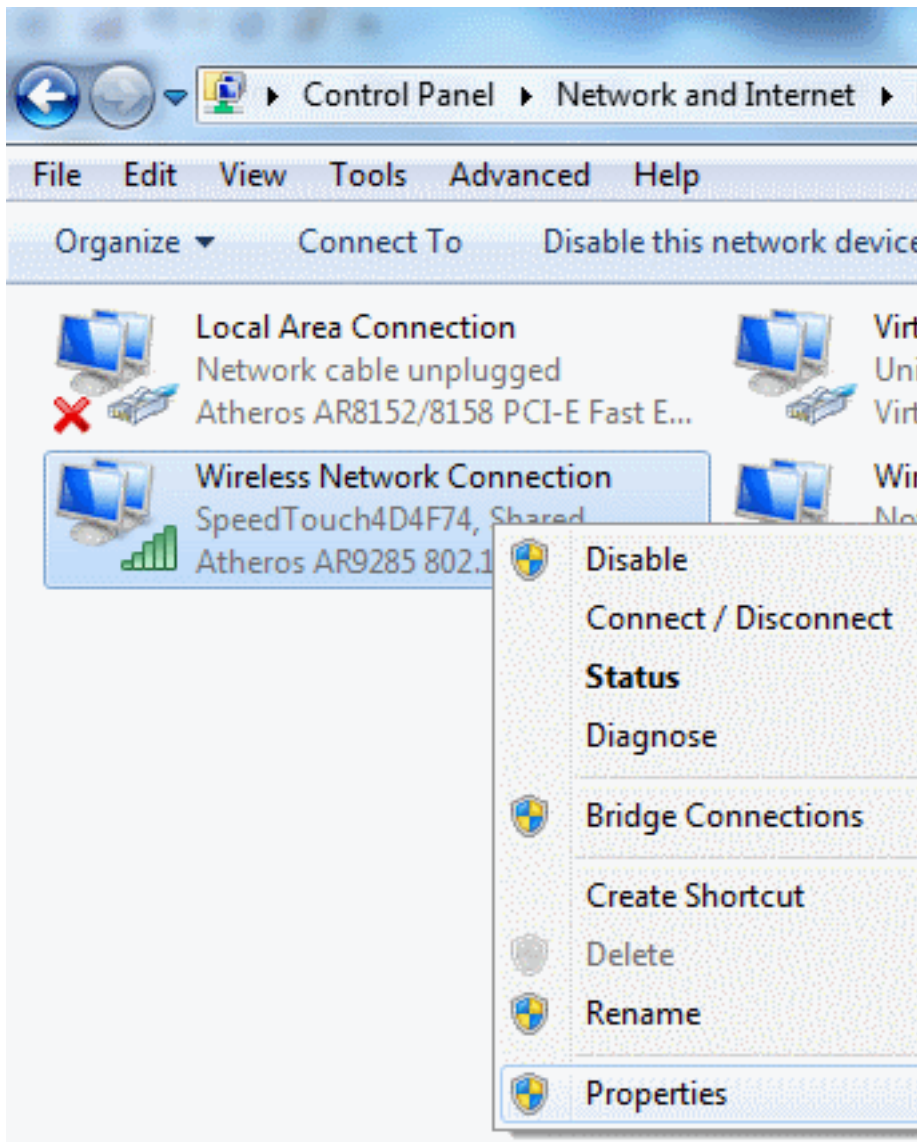 Control Panel Network and Internet
File Edit View Tools Advanced Help
Organize Connect To Disable this network device
Local Area Connection
Network cable unplugged
Atheros AR8152/8158 PCI-E Fast E...
Wireless Network Connection
SpeedTouch4D4F74, Shared
Atheros AR9285 802.1
Disable
Connect / Disconnect
Status
Diagnose
Bridge Connections
Create Shortcut
Delete
Rename
Properties